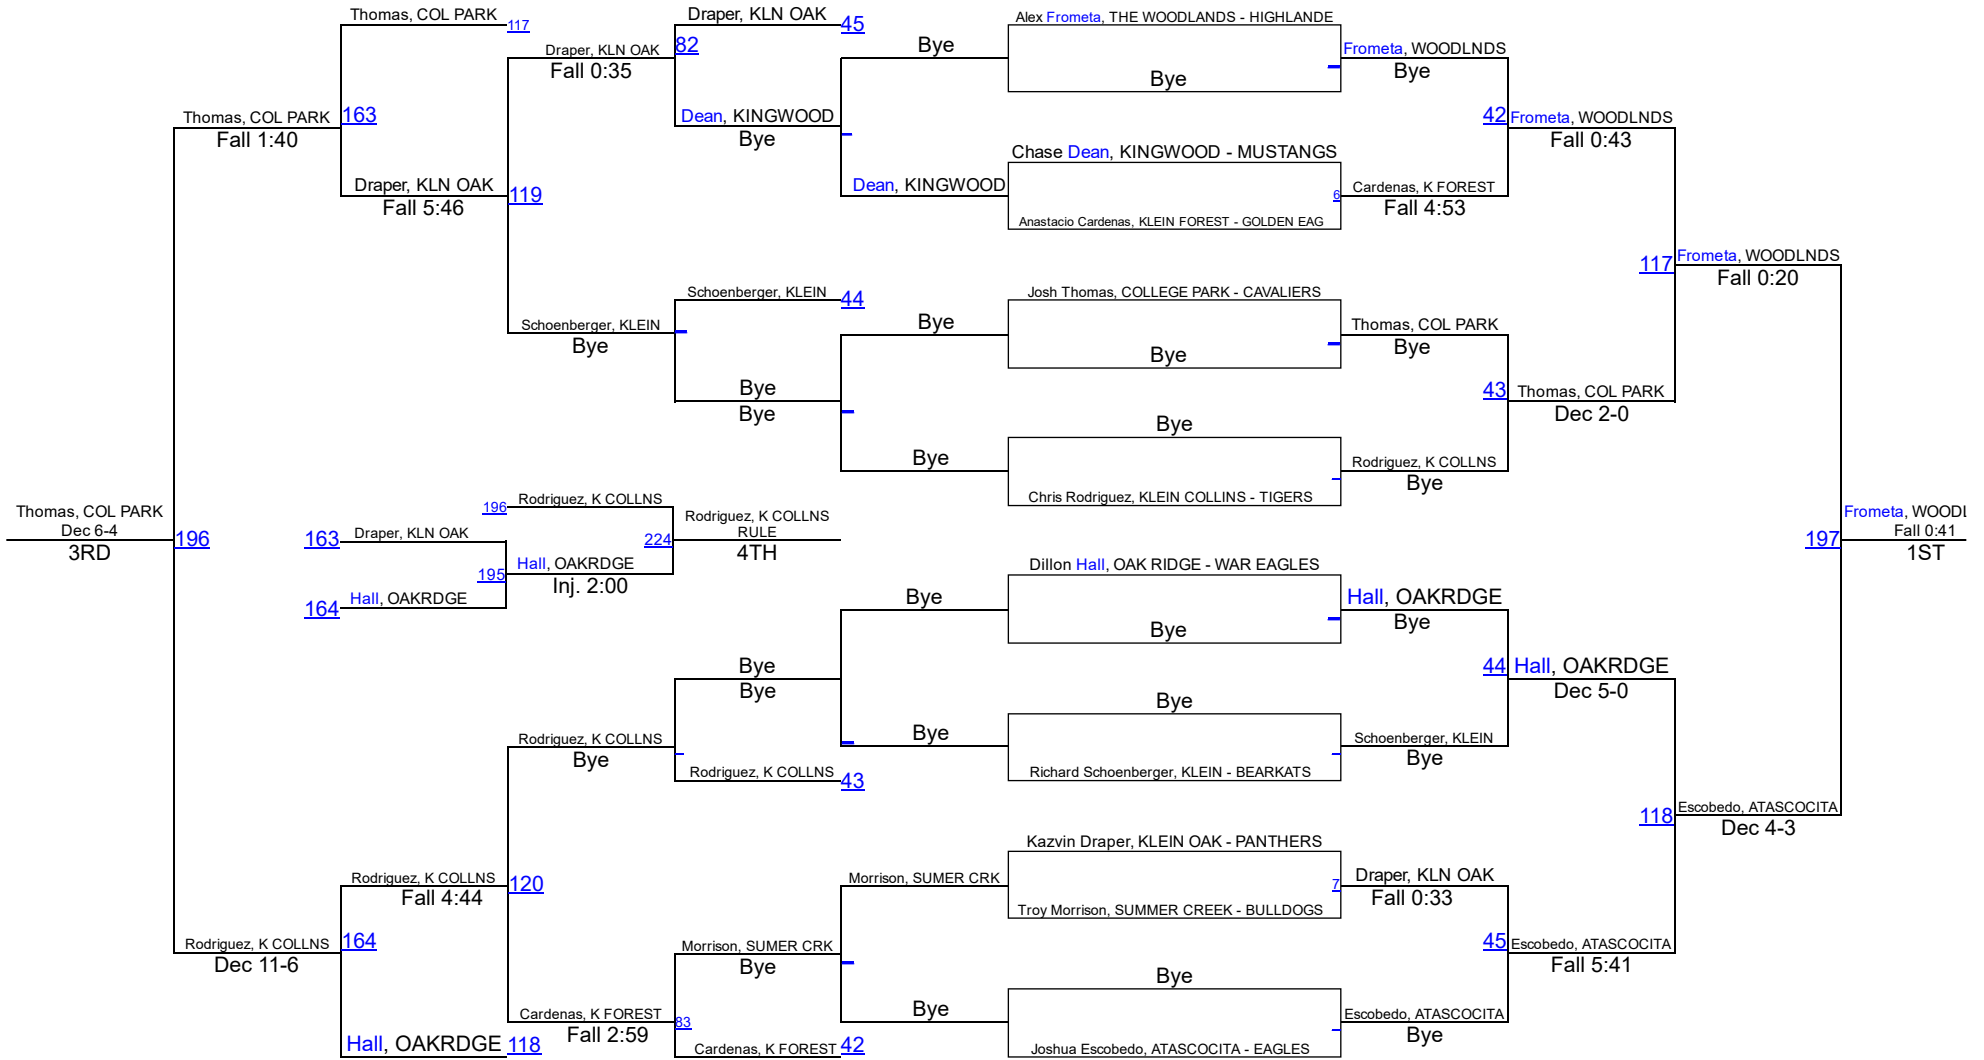 Thomas, COL PARK
117
Thomas, COL PARK
Fall 1:40
163
Draper, KLN OAK
Fall 5:46
119
Draper, KLN OAK
Fall 0:35
82
Draper, KLN OAK
45
Dean, KINGWOOD
Bye
Bye
Dean, KINGWOOD
Alex Frometa, THE WOODLANDS - HIGHLANDE
Bye
Frometa, WOODLNDS
Bye
42
Frometa, WOODLNDS
Fall 0:43
Chase Dean, KINGWOOD - MUSTANGS
Anastacio Cardenas, KLEIN FOREST - GOLDEN EAG
6
Cardenas, K FOREST
Fall 4:53
117
Frometa, WOODLNDS
Fall 0:20
Schoenberger, KLEIN
Bye
Schoenberger, KLEIN
44
Bye
Bye
Bye
Bye
Josh Thomas, COLLEGE PARK - CAVALIERS
Bye
Thomas, COL PARK
Bye
43
Thomas, COL PARK
Dec 2-0
Bye
Chris Rodriguez, KLEIN COLLINS - TIGERS
Rodriguez, K COLLNS
Bye
Thomas, COL PARK
Dec 6-4
3RD
196
163
Draper, KLN OAK
164
Hall, OAKRDGE
195
196
Rodriguez, K COLLNS
Hall, OAKRDGE
Inj. 2:00
224
Rodriguez, K COLLNS
RULE
4TH
197
Frometa, WOODL
Fall 0:41
1ST
Dillon Hall, OAK RIDGE - WAR EAGLES
Bye
Bye
Hall, OAKRDGE
Bye
44
Hall, OAKRDGE
Dec 5-0
Bye
Bye
Bye
Bye
Richard Schoenberger, KLEIN - BEARKATS
Schoenberger, KLEIN
Bye
Rodriguez, K COLLNS
Bye
Rodriguez, K COLLNS
43
118
Escobedo, ATASCOCITA
Dec 4-3
Kazvin Draper, KLEIN OAK - PANTHERS
Troy Morrison, SUMMER CREEK - BULLDOGS
7
Draper, KLN OAK
Fall 0:33
Morrison, SUMER CRK
Rodriguez, K COLLNS
Fall 4:44
120
Rodriguez, K COLLNS
Dec 11-6
164
Morrison, SUMER CRK
Bye
45
Escobedo, ATASCOCITA
Fall 5:41
Bye
Bye
Joshua Escobedo, ATASCOCITA - EAGLES
Escobedo, ATASCOCITA
Bye
Cardenas, K FOREST
Fall 2:59
83
Cardenas, K FOREST
42
Hall, OAKRDGE
118